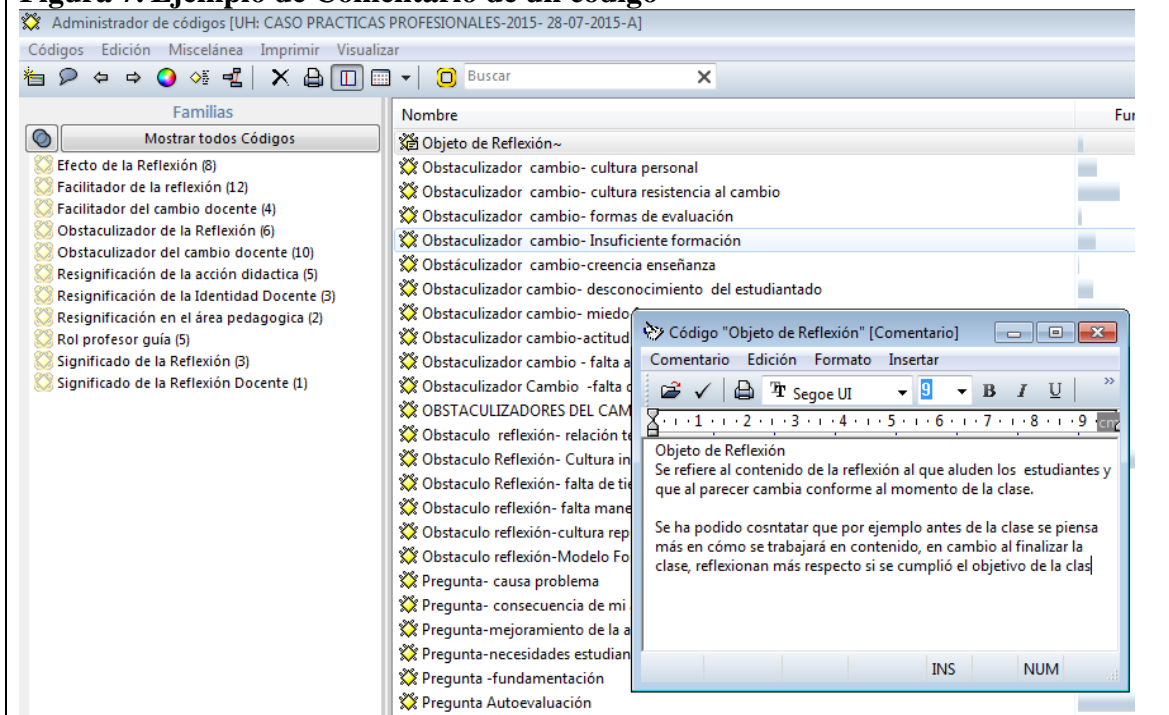 Figura 7. Ejemplo de Comentario de un código
Administrador de códigos [UH: CASO PRACTICAS PROFESIONALES-2015- 28-07-2015-A]
Códigos Edición Miscelánea Imprimir Visualizar
Buscar
Familias
Mostrar todos Códigos
Efecto de la Reflexión (8)
Facilitador de la reflexión (12)
Facilitador del cambio docente (4)
Obstaculizador de la Reflexión (6)
Obstaculizador del cambio docente (10)
Resignificación de la acción didactica (5)
Resignificación de la Identidad Docente (3)
Resignificación en el área pedagogica (2)
Rol profesor guía (5)
Significado de la Reflexión (3)
Significado de la Reflexión Docente (1)
Nombre Fur
Objeto de Reflexión~
Obstaculizador cambio- cultura personal
Obstaculizador cambio- cultura resistencia al cambio
Obstaculizador cambio- formas de evaluación
Obstaculizador cambio- Insuficiente formación
Obstáculizador cambio-creencia enseñanza
Obstaculizador cambio- desconocimiento del estudiantado
Obstaculizador cambio- miedo
Obstaculizador cambio-actitud
Obstaculizador cambio - falta a
Obstaculizador Cambio -falta
OBSTACULIZADORES DEL CAM
Obstaculo reflexión- relación te
Obstaculo Reflexión- Cultura in
Obstaculo Reflexión- falta de tie
Obstaculo reflexión- falta mane
Obstaculo reflexión-cultura rep
Obstaculo reflexión-Modelo Fo
Pregunta- causa problema
Pregunta- consecuencia de mi
Pregunta-mejoramiento de la a
Pregunta-necesidades estudian
Pregunta -fundamentación
Pregunta Autoevaluación
Código "Objeto de Reflexión" [Comentario]
Comentario Edición Formato Insertar
Segoe UI 9 B I U »
1 2 3 4 5 6 7 8 9 cm
Objeto de Reflexión
Se refiere al contenido de la reflexión al que aluden los estudiantes y
que al parecer cambia conforme al momento de la clase.
Se ha podido cosntatar que por ejemplo antes de la clase se piensa
más en cómo se trabajará en contenido, en cambio al finalizar la
clase, reflexionan más respecto si se cumplió el objetivo de la clas
INS NUM